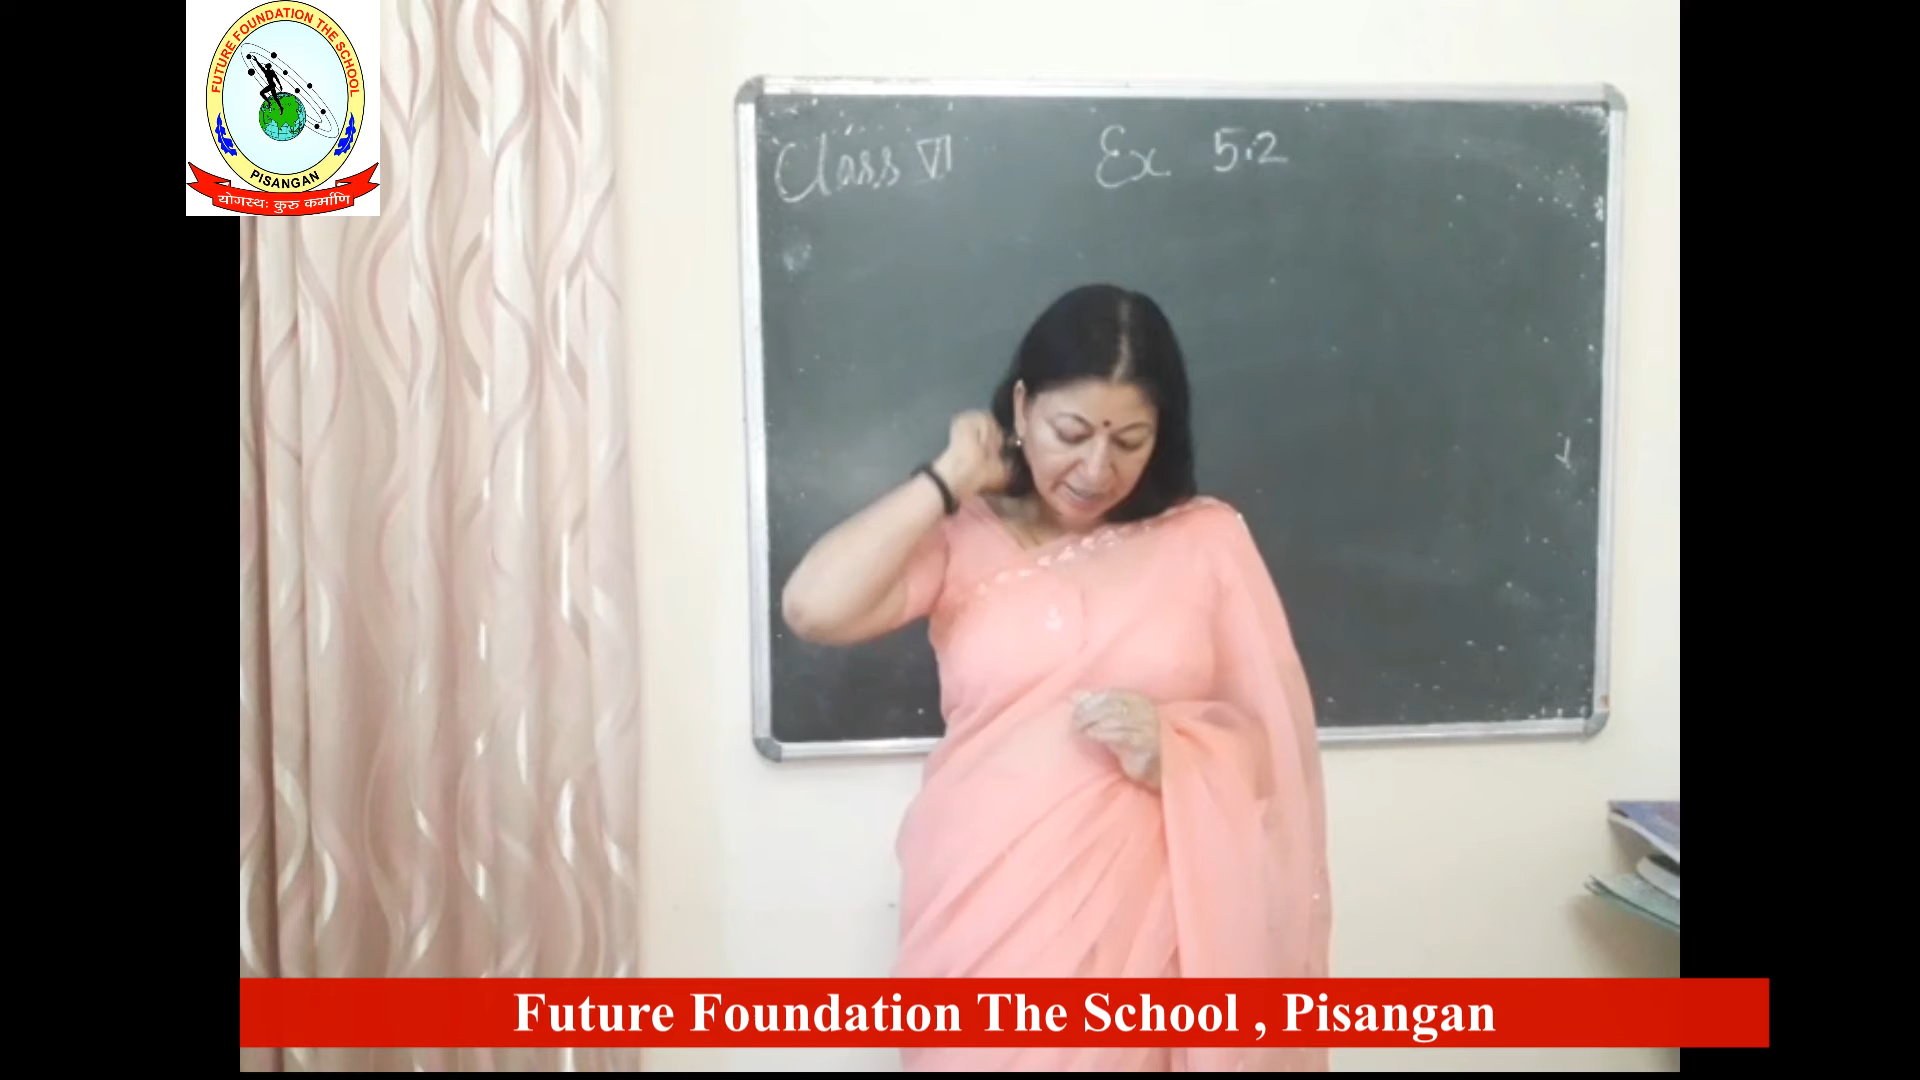 FUTURE FOUNDATION THE SCHOOL
PISANGAN
योगस्थः कुरु कर्माणि
Class VI Ex 5.2
Future Foundation The School , Pisangan